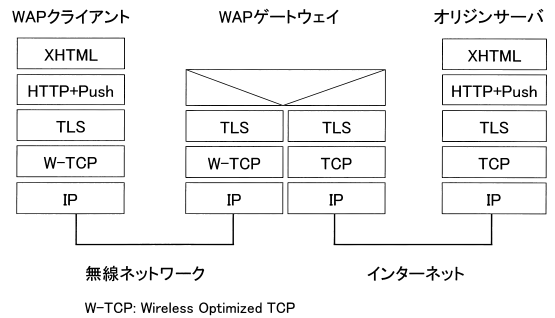 WAPクライアント WAPゲートウェイ オリジンサーバ
XHTML XHTML
HTTP+Push HTTP+Push
TLS TLS TLS TLS
W-TCP W-TCP TCP TCP
IP IP IP IP
無線ネットワーク インターネット
W-TCP: Wireless Optimized TCP